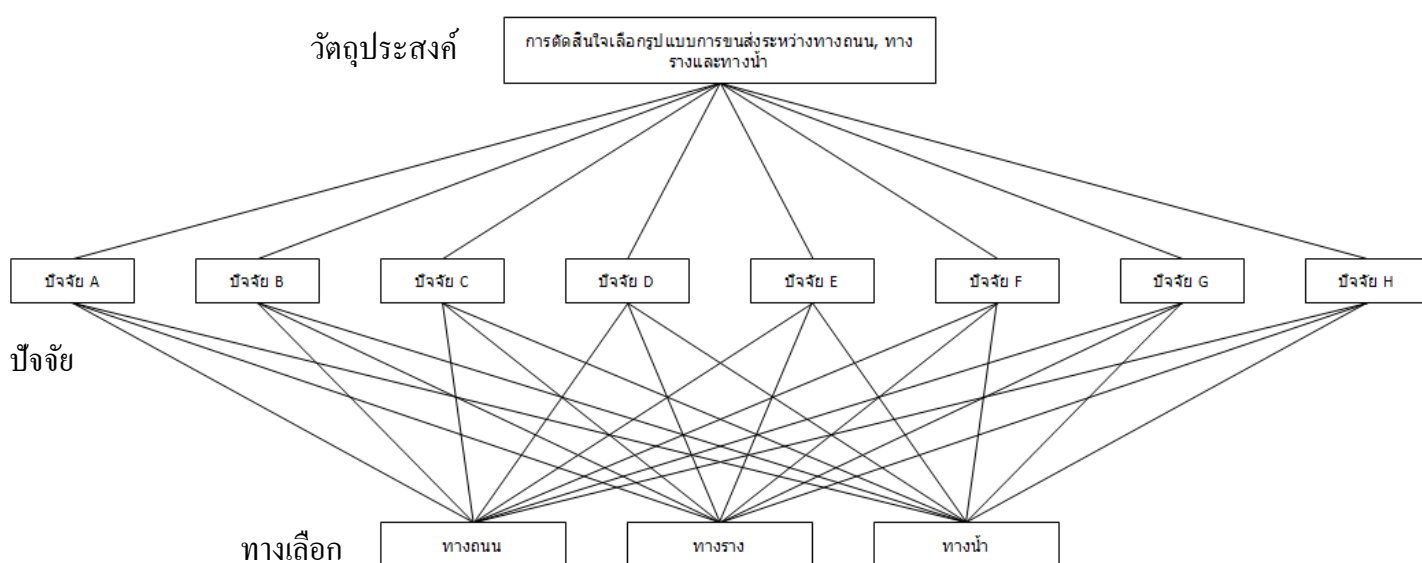 วัตถุประสงค์
การตัดสินใจเลือกรูปแบบการขนส่งระหว่างทางถนน, ทาง
รางและทางน้ำ
ปัจจัย A
ปัจจัย B
ปัจจัย C
ปัจจัย D
ปัจจัย E
ปัจจัย F
ปัจจัย G
ปัจจัย H
ปัจจัย
ทางเลือก
ทางถนน
ทางราง
ทางน้ำ